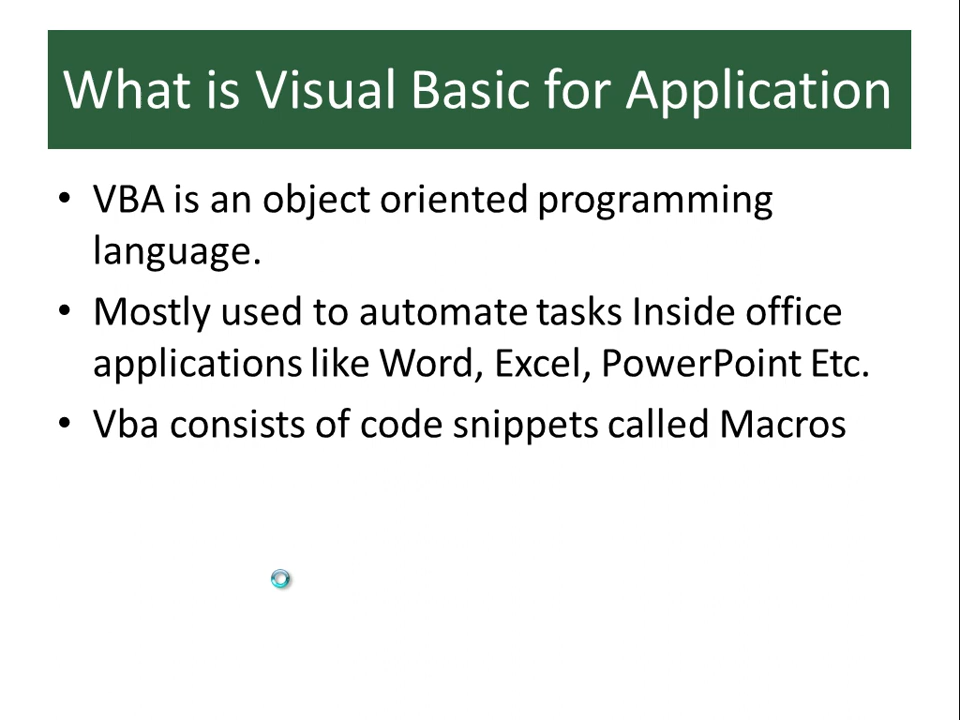 What is Visual Basic for Application
• VBA is an object oriented programming
language.
• Mostly used to automate tasks Inside office
applications like Word, Excel, PowerPoint Etc.
• Vba consists of code snippets called Macros